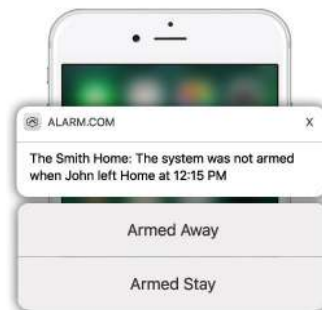 ALARM.COM X
The Smith Home: The system was not armed
when John left Home at 12:15 PM
Armed Away
Armed Stay